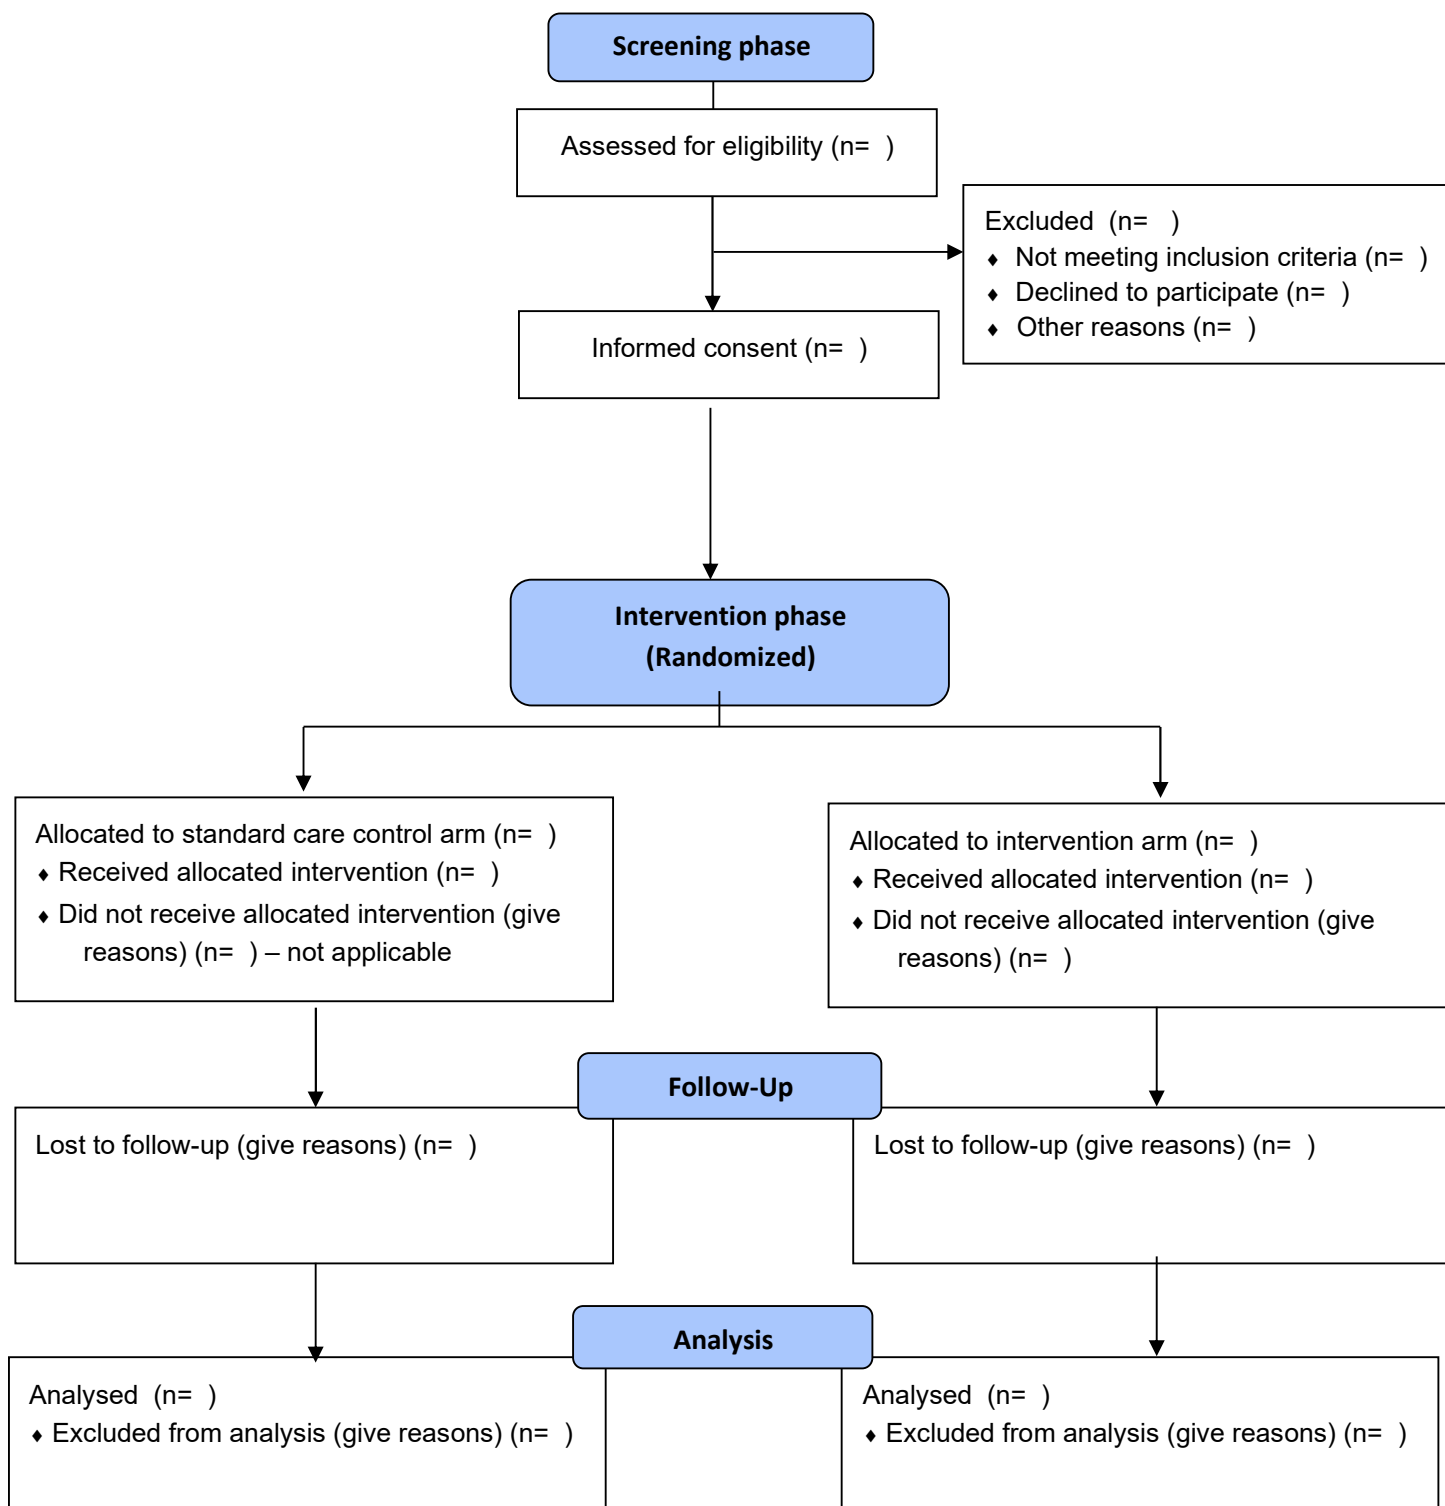 Screening phase
Assessed for eligibility (n=  )
Excluded  (n=   )
♦ Not meeting inclusion criteria (n=  )
♦ Declined to participate (n=  )
♦ Other reasons (n=  )
Informed consent (n=  )
Intervention phase
(Randomized)
Allocated to standard care control arm (n=  )
♦ Received allocated intervention (n=  )
♦ Did not receive allocated intervention (give
reasons) (n=  ) – not applicable
Allocated to intervention arm (n=  )
♦ Received allocated intervention (n=  )
♦ Did not receive allocated intervention (give
reasons) (n=  )
Follow-Up
Lost to follow-up (give reasons) (n=  )
Lost to follow-up (give reasons) (n=  )
Analysis
Analysed  (n=  )
♦ Excluded from analysis (give reasons) (n=  )
Analysed  (n=  )
♦ Excluded from analysis (give reasons) (n=  )